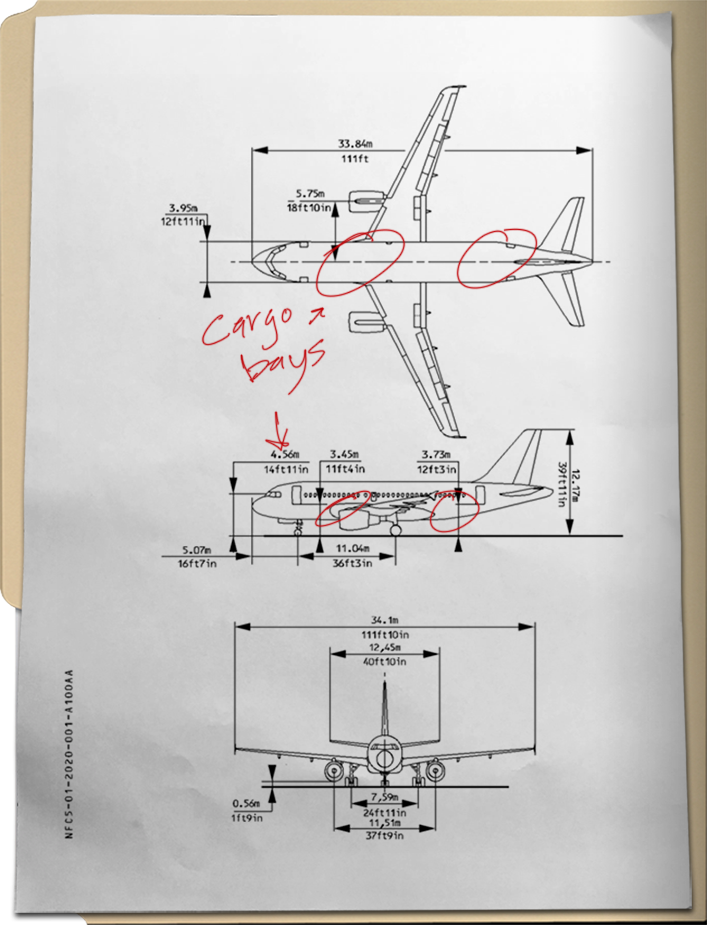 33.84m
111ft
5.75m
18ft10in
3.95m
12ft11in
Cargo
bays
4.56m
14ft11in
3.45m
11ft4in
3.73m
12ft3in
12.17m
39ft11in
5.07m
16ft7in
11.04m
36ft3in
34.1m
111ft10in
12,45m
40ft10in
0.56m
1ft9in
7,59m
24ft11in
11,51m
37ft9in
NFC5-01-2020-001-A100AA